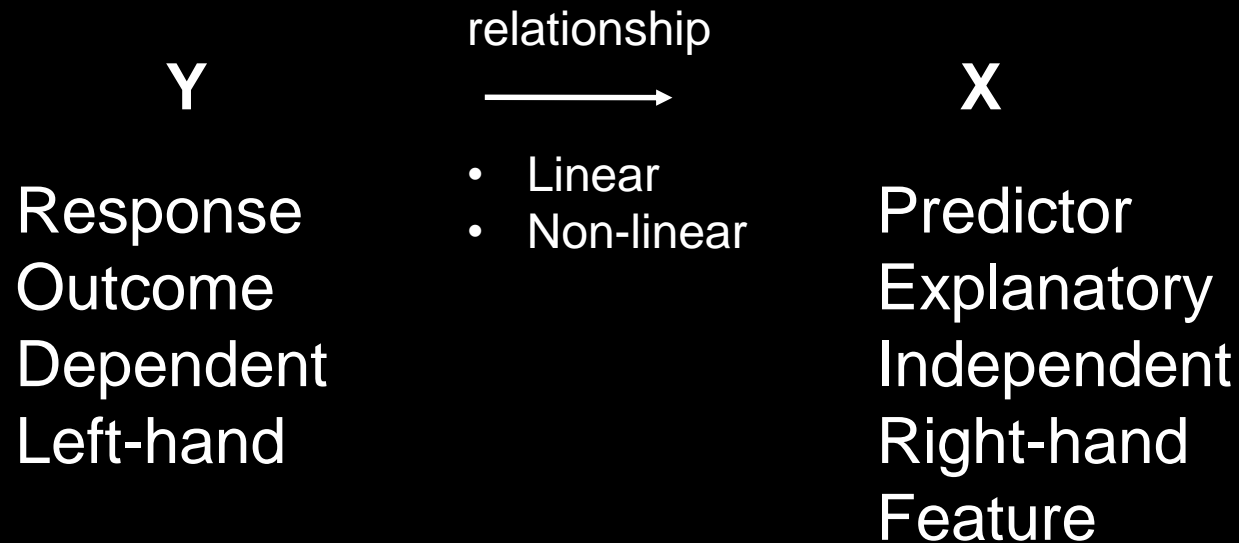 relationship
Y
X
• Linear
• Non-linear
Response
Outcome
Dependent
Left-hand
Predictor
Explanatory
Independent
Right-hand
Feature